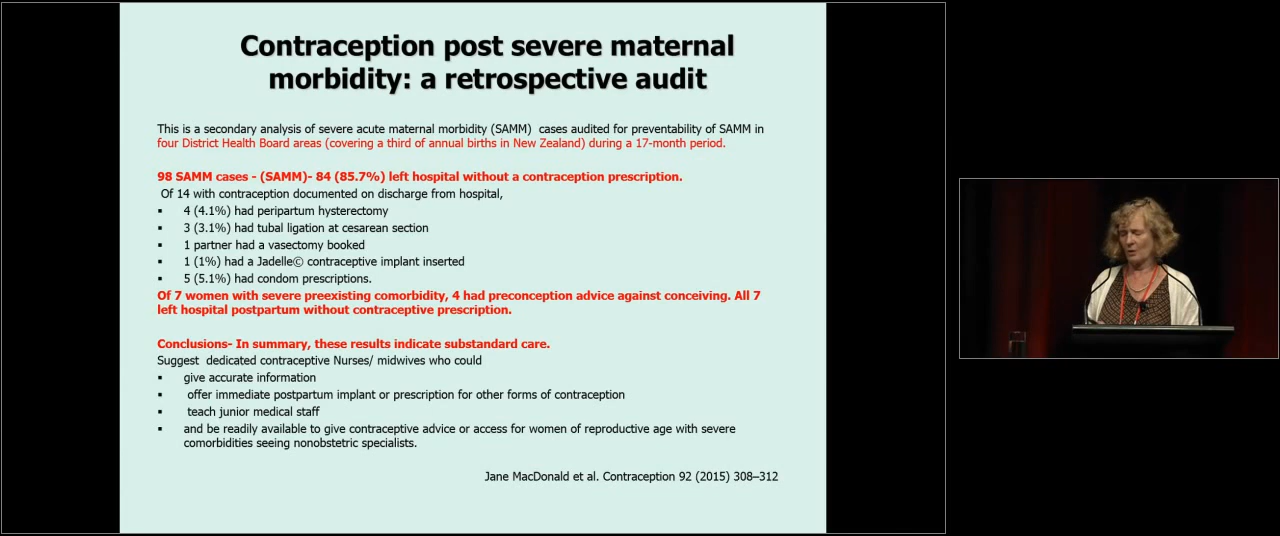 Contraception post severe maternal
morbidity: a retrospective audit
This is a secondary analysis of severe acute maternal morbidity (SAMM) cases audited for preventability of SAMM in
four District Health Board areas (covering a third of annual births in New Zealand) during a 17-month period.
98 SAMM cases - (SAMM)- 84 (85.7%) left hospital without a contraception prescription.
Of 14 with contraception documented on discharge from hospital,
▪ 4 (4.1%) had peripartum hysterectomy
▪ 3 (3.1%) had tubal ligation at cesarean section
▪ 1 partner had a vasectomy booked
▪ 1 (1%) had a Jadelle© contraceptive implant inserted
▪ 5 (5.1%) had condom prescriptions.
Of 7 women with severe preexisting comorbidity, 4 had preconception advice against conceiving. All 7
left hospital postpartum without contraceptive prescription.
Conclusions- In summary, these results indicate substandard care.
Suggest dedicated contraceptive Nurses/ midwives who could
▪ give accurate information
▪ offer immediate postpartum implant or prescription for other forms of contraception
▪ teach junior medical staff
▪ and be readily available to give contraceptive advice or access for women of reproductive age with severe
comorbidities seeing nonobstetric specialists.
Jane MacDonald et al. Contraception 92 (2015) 308–312